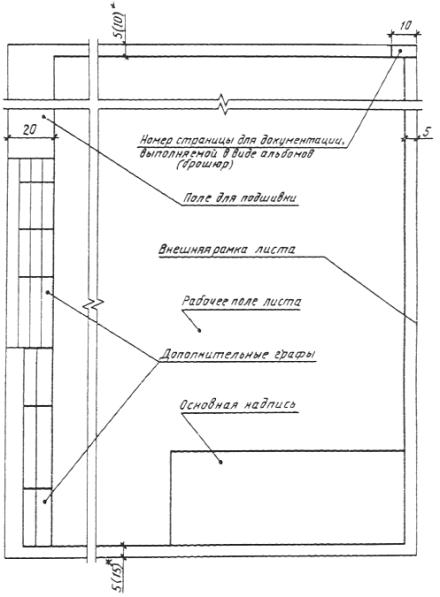 5(10)*
10
20
5
Номер страницы для документации,
выполняемой в виде альбомов
(брошюр)
Поле для подшивки
Внешняя рамка листа
Рабочее поле листа
Дополнительные графы
Основная надпись
5(15)*